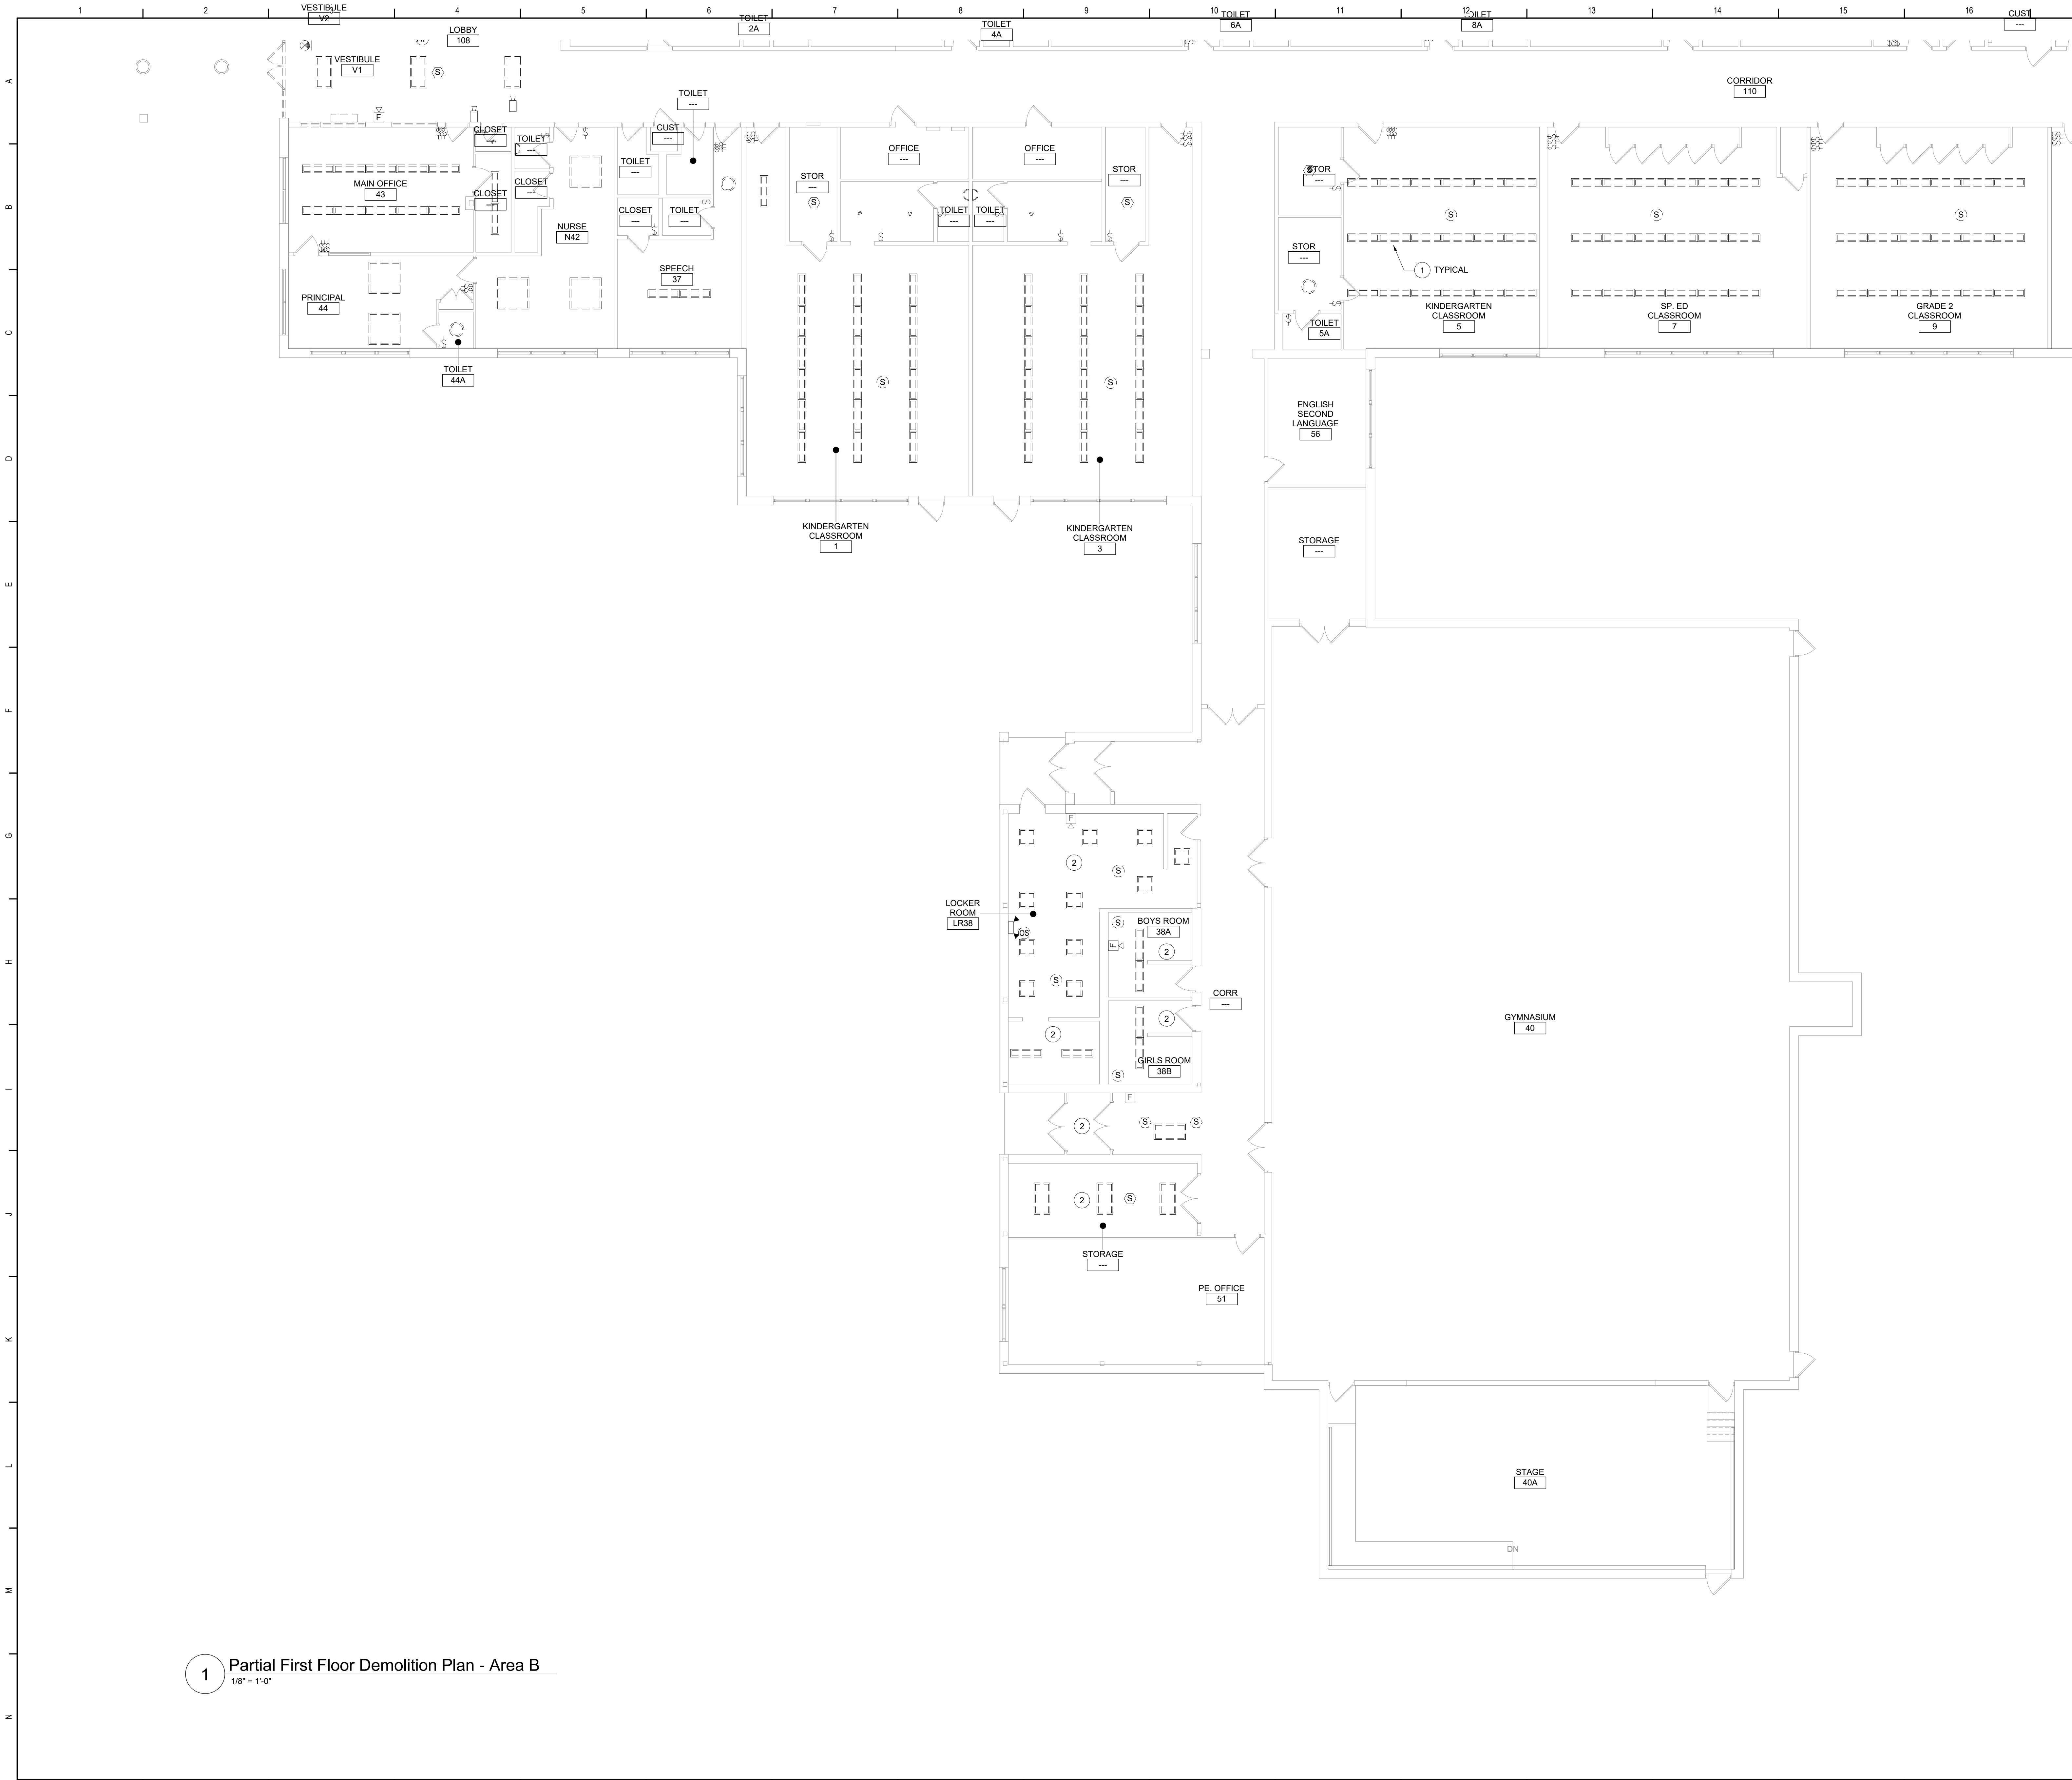 1 2 3 4 5 6 7 8 9 10 11 12 13 14 15 16
VESTIBULE
V2
LOBBY
108
TOILET
2A
TOILET
4A
TOILET
6A
TOILET
8A
CUST
---
A
VESTIBULE
V1
S
F
TOILET
---
CORRIDOR
110
CLOSET
---
TOILET
---
CUST
---
OFFICE
---
OFFICE
---
TOILET
---
STOR
---
S
STOR
---
S
S
STOR
---
B
MAIN OFFICE
43
CLOSET
---
CLOSET
---
CLOSET
---
TOILET
---
TOILET
---
TOILET
---
S
S
S
NURSE
N42
STOR
---
SPEECH
37
1
TYPICAL
PRINCIPAL
44
KINDERGARTEN
CLASSROOM
5
SP. ED
CLASSROOM
7
GRADE 2
CLASSROOM
9
C
TOILET
5A
TOILET
44A
S
S
ENGLISH
SECOND
LANGUAGE
56
D
KINDERGARTEN
CLASSROOM
1
KINDERGARTEN
CLASSROOM
3
STORAGE
---
E
F
F
G
2
S
LOCKER
ROOM
LR38
OS
S
BOYS ROOM
38A
F
2
H
S
CORR
---
2
GYMNASIUM
40
2
GIRLS ROOM
38B
S
I
F
2
S
S
J
2
S
STORAGE
---
PE. OFFICE
51
K
L
STAGE
40A
DN
M
1
Partial First Floor Demolition Plan - Area B
1/8" = 1'-0"
N